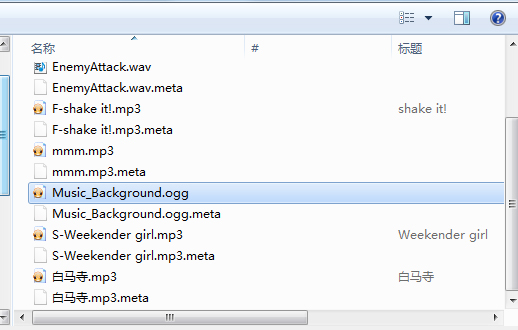 名称 # 标题
EnemyAttack.wav
EnemyAttack.wav.meta
F-shake it!.mp3 shake it!
F-shake it!.mp3.meta
mmm.mp3
mmm.mp3.meta
Music_Background.ogg
Music_Background.ogg.meta
S-Weekender girl.mp3 Weekender girl
S-Weekender girl.mp3.meta
白马寺.mp3 白马寺
白马寺.mp3.meta